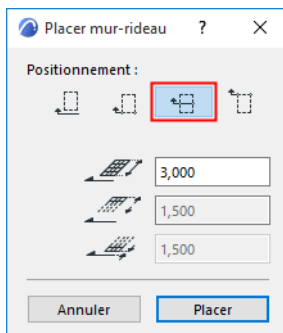 Placer mur-rideau ?
Positionnement :
3,000
1,500
1,500
Annuler Placer